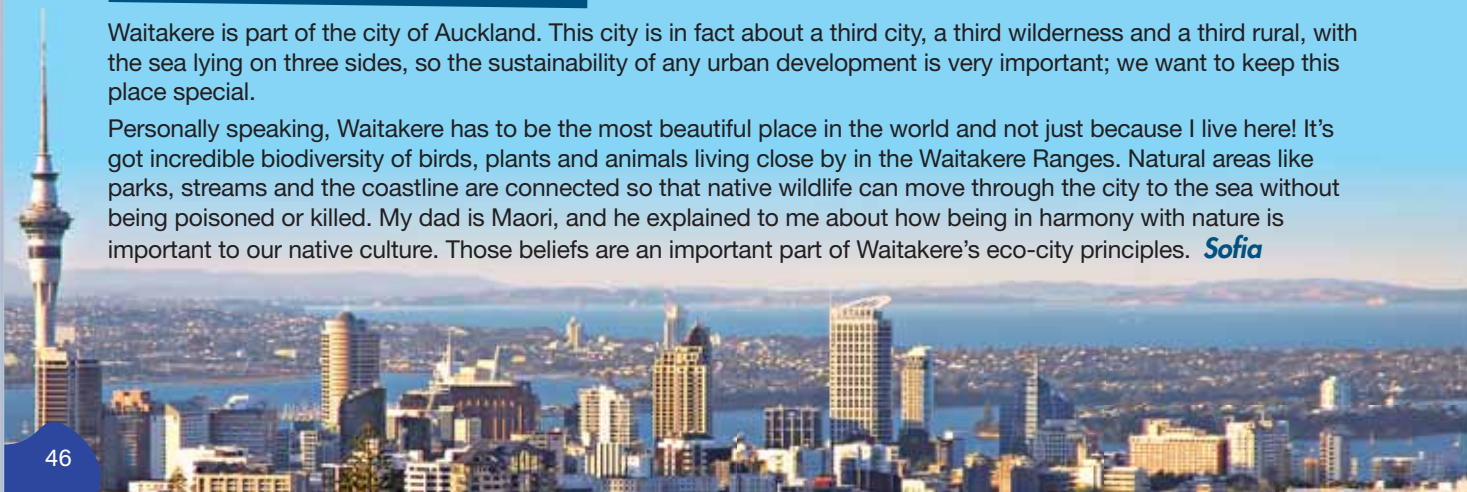 Waitakere is part of the city of Auckland. This city is in fact about a third city, a third wilderness and a third rural, with
the sea lying on three sides, so the sustainability of any urban development is very important; we want to keep this
place special.
Personally speaking, Waitakere has to be the most beautiful place in the world and not just because I live here! It’s
got incredible biodiversity of birds, plants and animals living close by in the Waitakere Ranges. Natural areas like
parks, streams and the coastline are connected so that native wildlife can move through the city to the sea without
being poisoned or killed. My dad is Maori, and he explained to me about how being in harmony with nature is
important to our native culture. Those beliefs are an important part of Waitakere’s eco-city principles. Sofia
46